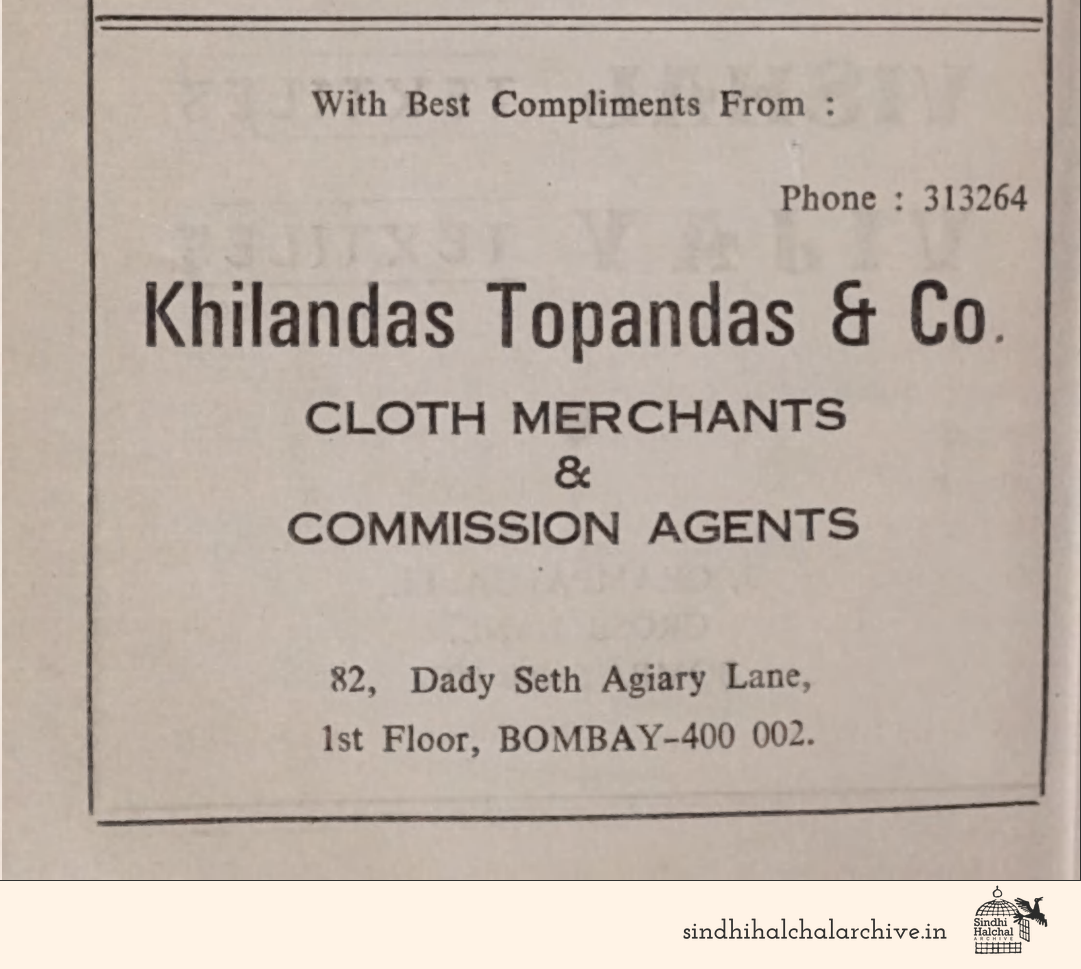 With Best Compliments From :
Phone : 313264
Khilandas Topandas & Co.
CLOTH MERCHANTS
&
COMMISSION AGENTS
82, Dady Seth Agiary Lane,
1st Floor, BOMBAY-400 002.
sindhihalchalarchive.in
Sindhi
Halchal
ARCHIVE